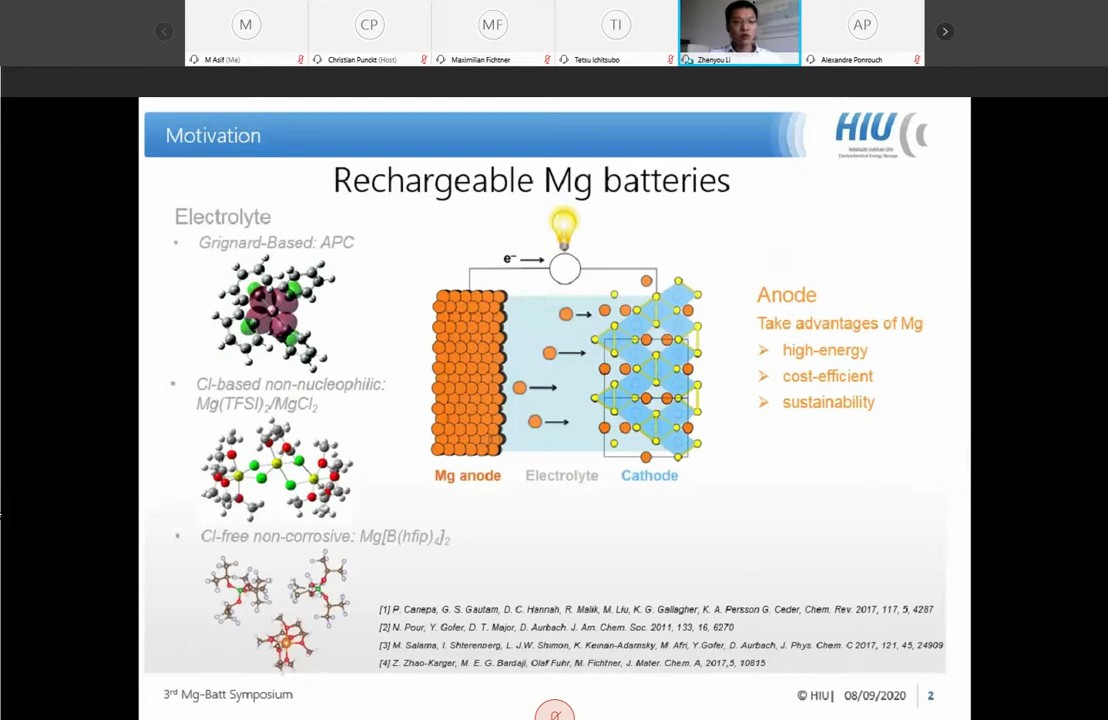 M
CP
MF
TI
AP
M Asif (Me)
Christian Punckt (Host)
Maximilian Fichtner
Tetsu Ichitsubo
Zhenyou Li
Alexandre Ponrouch
Motivation
HIU
Rechargeable Mg batteries
Electrolyte
• Grignard-Based: APC
• Cl-based non-nucleophilic:
Mg(TFSI)2/MgCl2
• Cl-free non-corrosive: Mg[B(hfip)4]2
e⁻
Mg anode
Electrolyte
Cathode
Anode
Take advantages of Mg
➢ high-energy
➢ cost-efficient
➢ sustainability
[1] P. Canepa, G. S. Gautam, D. C. Hannah, R. Malik, M. Liu, K. G. Gallagher, K. A. Persson G. Ceder, Chem. Rev. 2017, 117, 5, 4287
[2] N. Pour, Y. Gofer, D. T. Major, D. Aurbach. J. Am. Chem. Soc. 2011, 133, 16, 6270
[3] M. Salama, I. Shterenberg, L. J.W. Shimon, K. Keinan-Adamsky, M. Afri, Y.Gofer, D. Aurbach, J. Phys. Chem. C 2017, 121, 45, 24909
[4] Z. Zhao-Karger, M. E. G. Bardaji, Olaf Fuhr, M. Fichtner, J. Mater. Chem. A, 2017,5, 10815
3rd Mg-Batt Symposium
© HIU| 08/09/2020 2